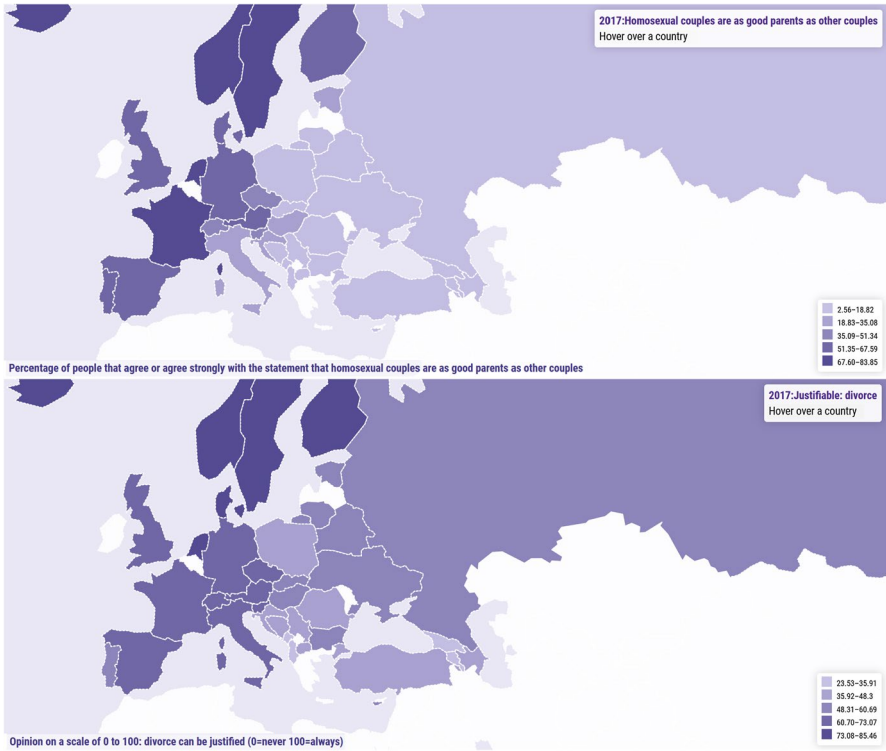 2017:Homosexual couples are as good parents as other couples
Hover over a country
2.56–18.82
18.83–35.08
35.09–51.34
51.35–67.59
67.60–83.85
Percentage of people that agree or agree strongly with the statement that homosexual couples are as good parents as other couples
2017:Justifiable: divorce
Hover over a country
23.53–35.91
35.92–48.3
48.31–60.69
60.70–73.07
73.08–85.46
Opinion on a scale of 0 to 100: divorce can be justified (0=never 100=always)